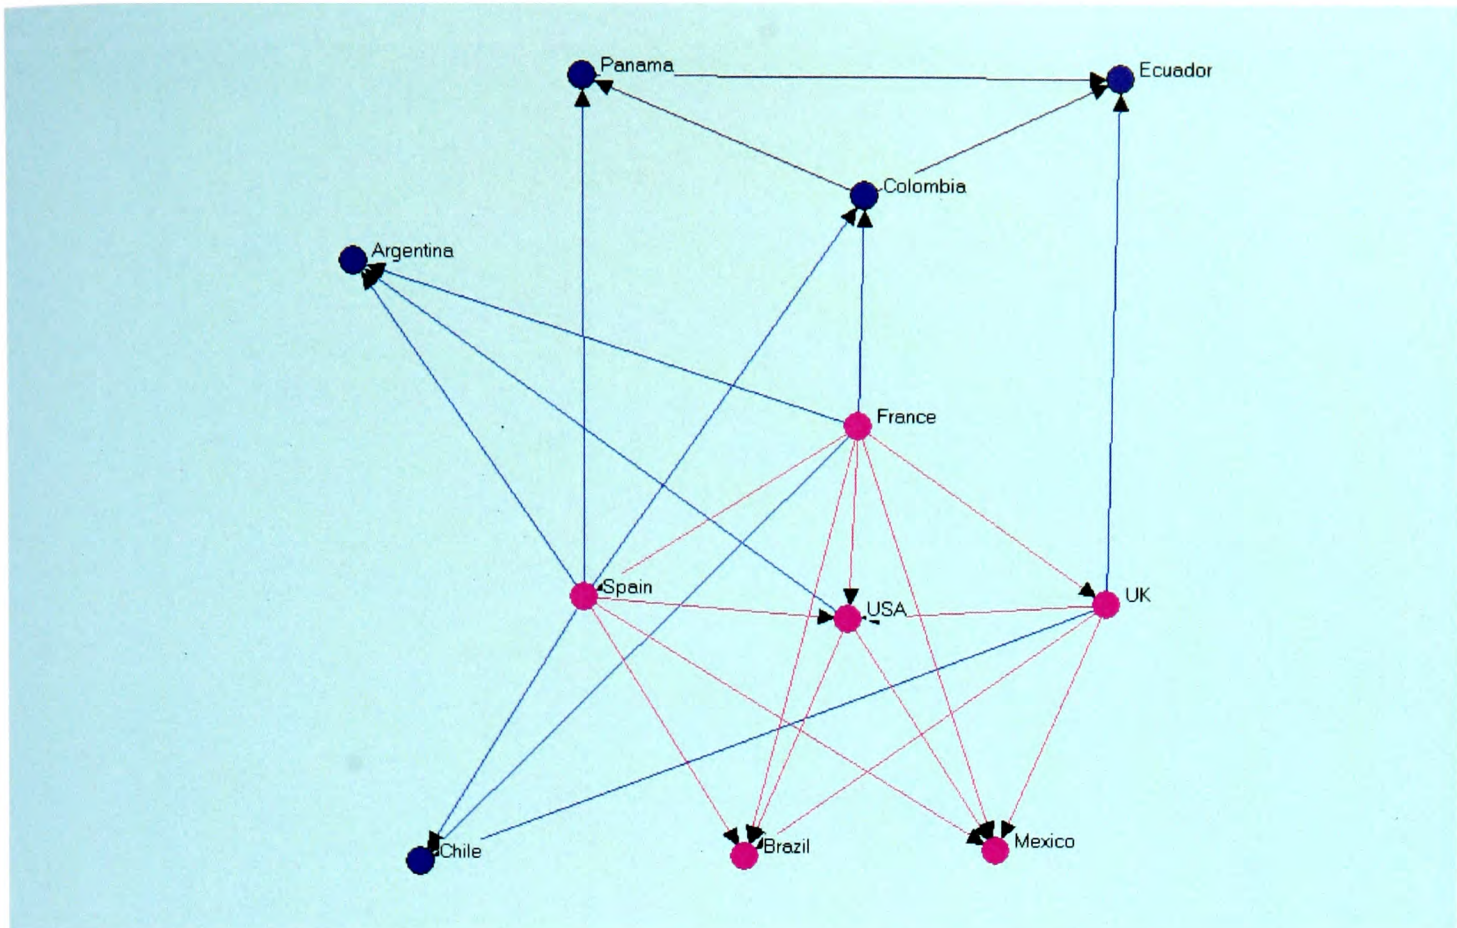 Panama
Ecuador
Colombia
Argentina
France
Spain
USA
UK
Chile
Brazil
Mexico